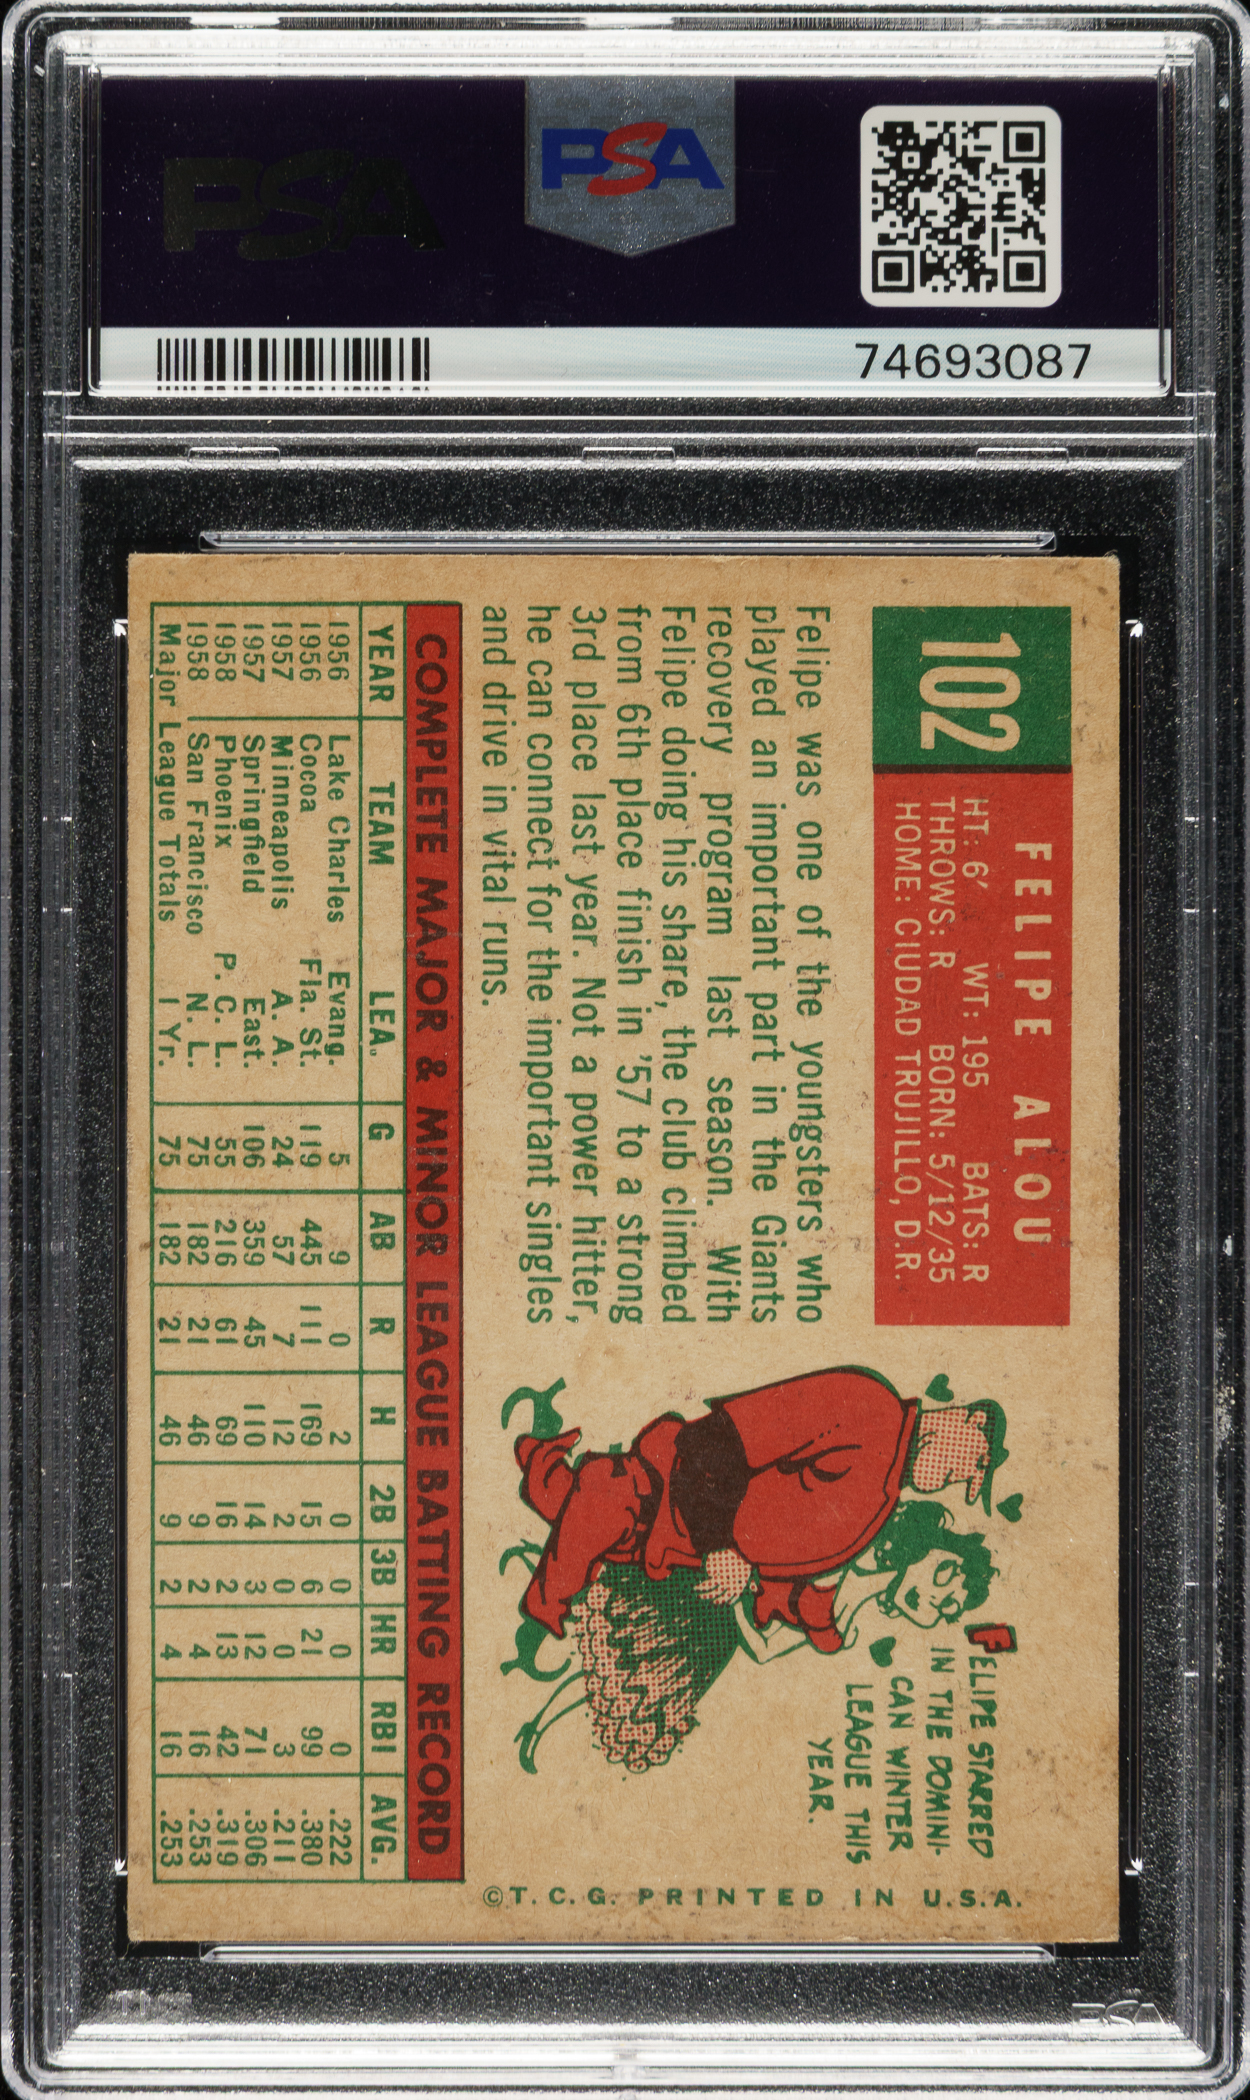 PSA
PSA
74693087
102
FELIPE ALOU
HT: 6' WT: 195 BATS: R
THROWS: R BORN: 5/12/35
HOME: CIUDAD TRUJILLO, D.R.
Felipe was one of the youngsters who
played an important part in the Giants
recovery program last season. With
Felipe doing his share, the club climbed
from 6th place finish in '57 to a strong
3rd place last year. Not a power hitter,
he can connect for the important singles
and drive in vital runs.
FELIPE STARRED
IN THE DOMINI-
CAN WINTER
LEAGUE THIS
YEAR.
COMPLETE MAJOR & MINOR LEAGUE BATTING RECORD
YEAR TEAM LEA. G AB R H 2B 3B HR RBI AVG.
1956 Lake Charles Evang. 5 9 0 2 0 0 0 0 .222
1956 Cocoa Fla. St. 119 445 111 169 15 6 21 99 .380
1957 Minneapolis A. A. 24 57 7 12 2 0 0 3 .211
1957 Springfield East. 106 359 45 110 14 3 12 71 .306
1958 Phoenix P. C. L. 55 216 61 69 16 2 13 42 .319
1958 San Francisco N. L. 75 182 21 46 9 2 4 16 .253
Major League Totals 1 Yr. 75 182 21 46 9 2 4 16 .253
©T. C. G. PRINTED IN U.S.A.
PSA